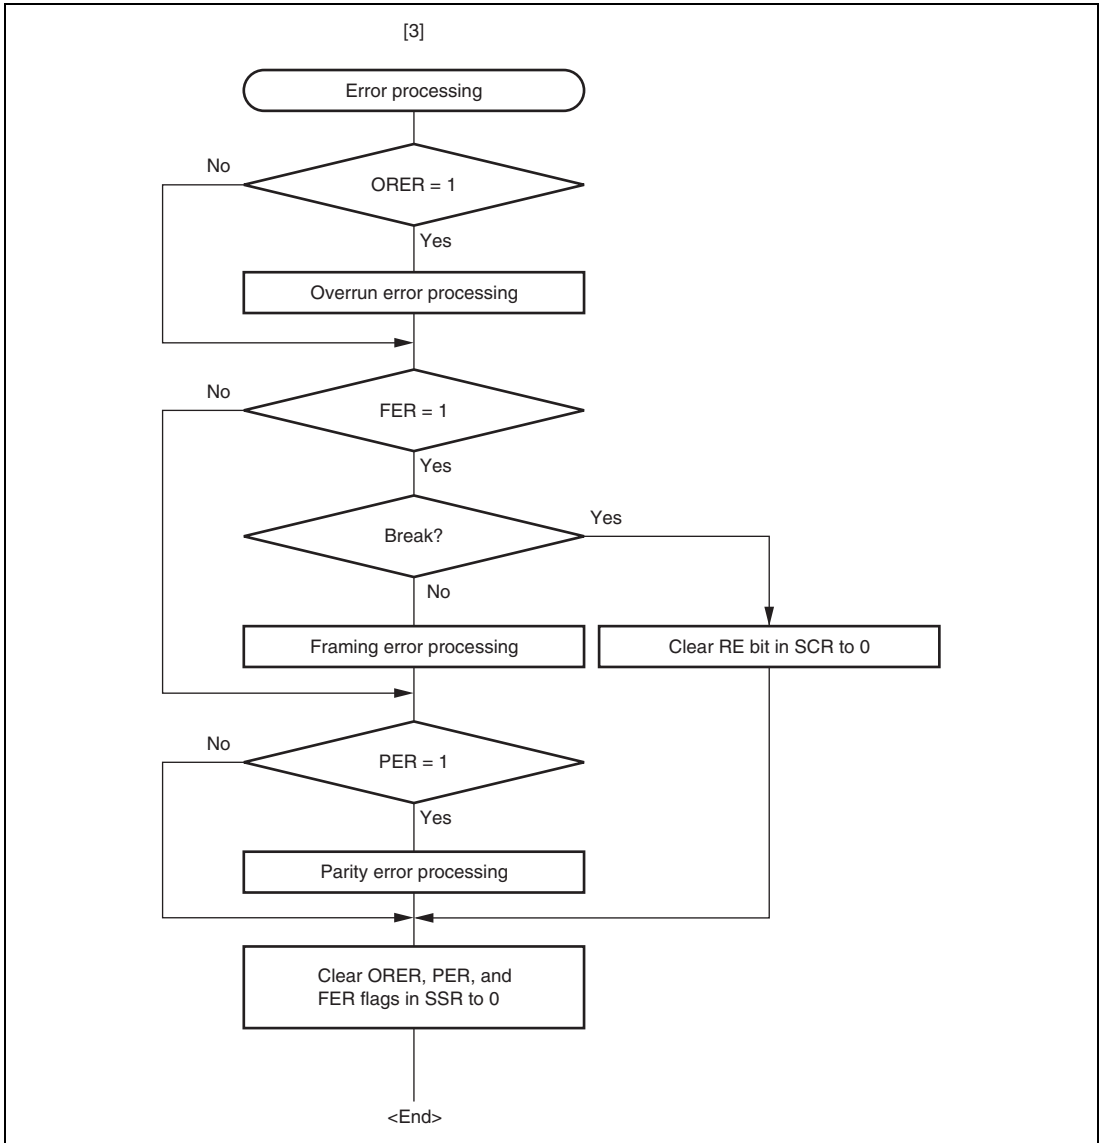 [3]
Error processing
No
ORER = 1
Yes
Overrun error processing
No
FER = 1
Yes
Break?
Yes
No
Framing error processing
Clear RE bit in SCR to 0
No
PER = 1
Yes
Parity error processing
Clear ORER, PER, and
FER flags in SSR to 0
<End>